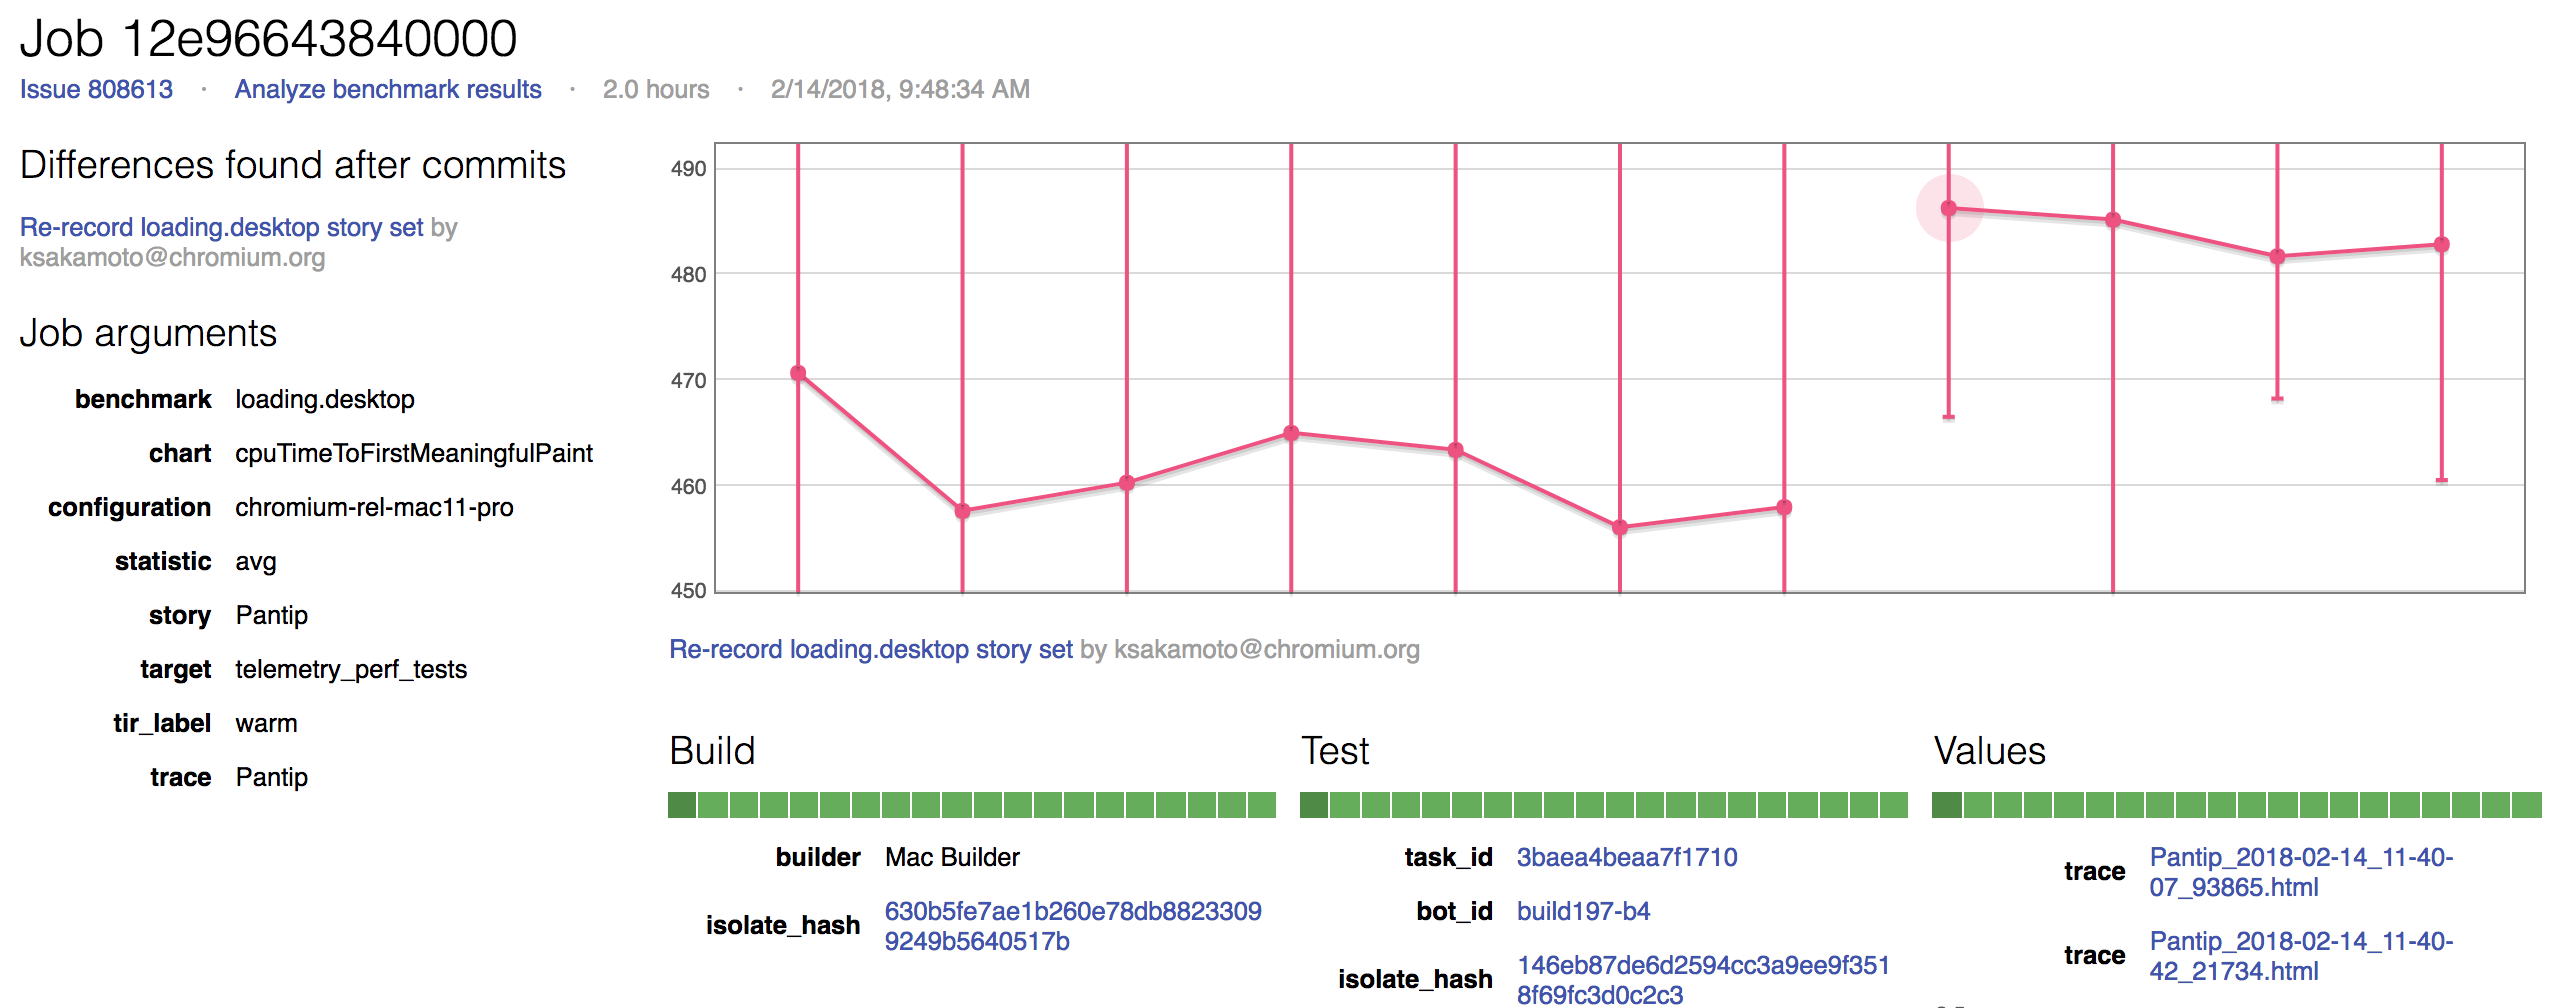 Job 12e96643840000
Issue 808613 · Analyze benchmark results · 2.0 hours · 2/14/2018, 9:48:34 AM
Differences found after commits
Re-record loading.desktop story set by
ksakamoto@chromium.org
Job arguments
benchmark loading.desktop
chart cpuTimeToFirstMeaningfulPaint
configuration chromium-rel-mac11-pro
statistic avg
story Pantip
target telemetry_perf_tests
tir_label warm
trace Pantip
490
480
470
460
450
Re-record loading.desktop story set by ksakamoto@chromium.org
Build
builder Mac Builder
isolate_hash 630b5fe7ae1b260e78db8823309
9249b5640517b
Test
task_id 3baea4beaa7f1710
bot_id build197-b4
isolate_hash 146eb87de6d2594cc3a9ee9f351
8f69fc3d0c2c3
Values
trace Pantip_2018-02-14_11-40-
07_93865.html
trace Pantip_2018-02-14_11-40-
42_21734.html